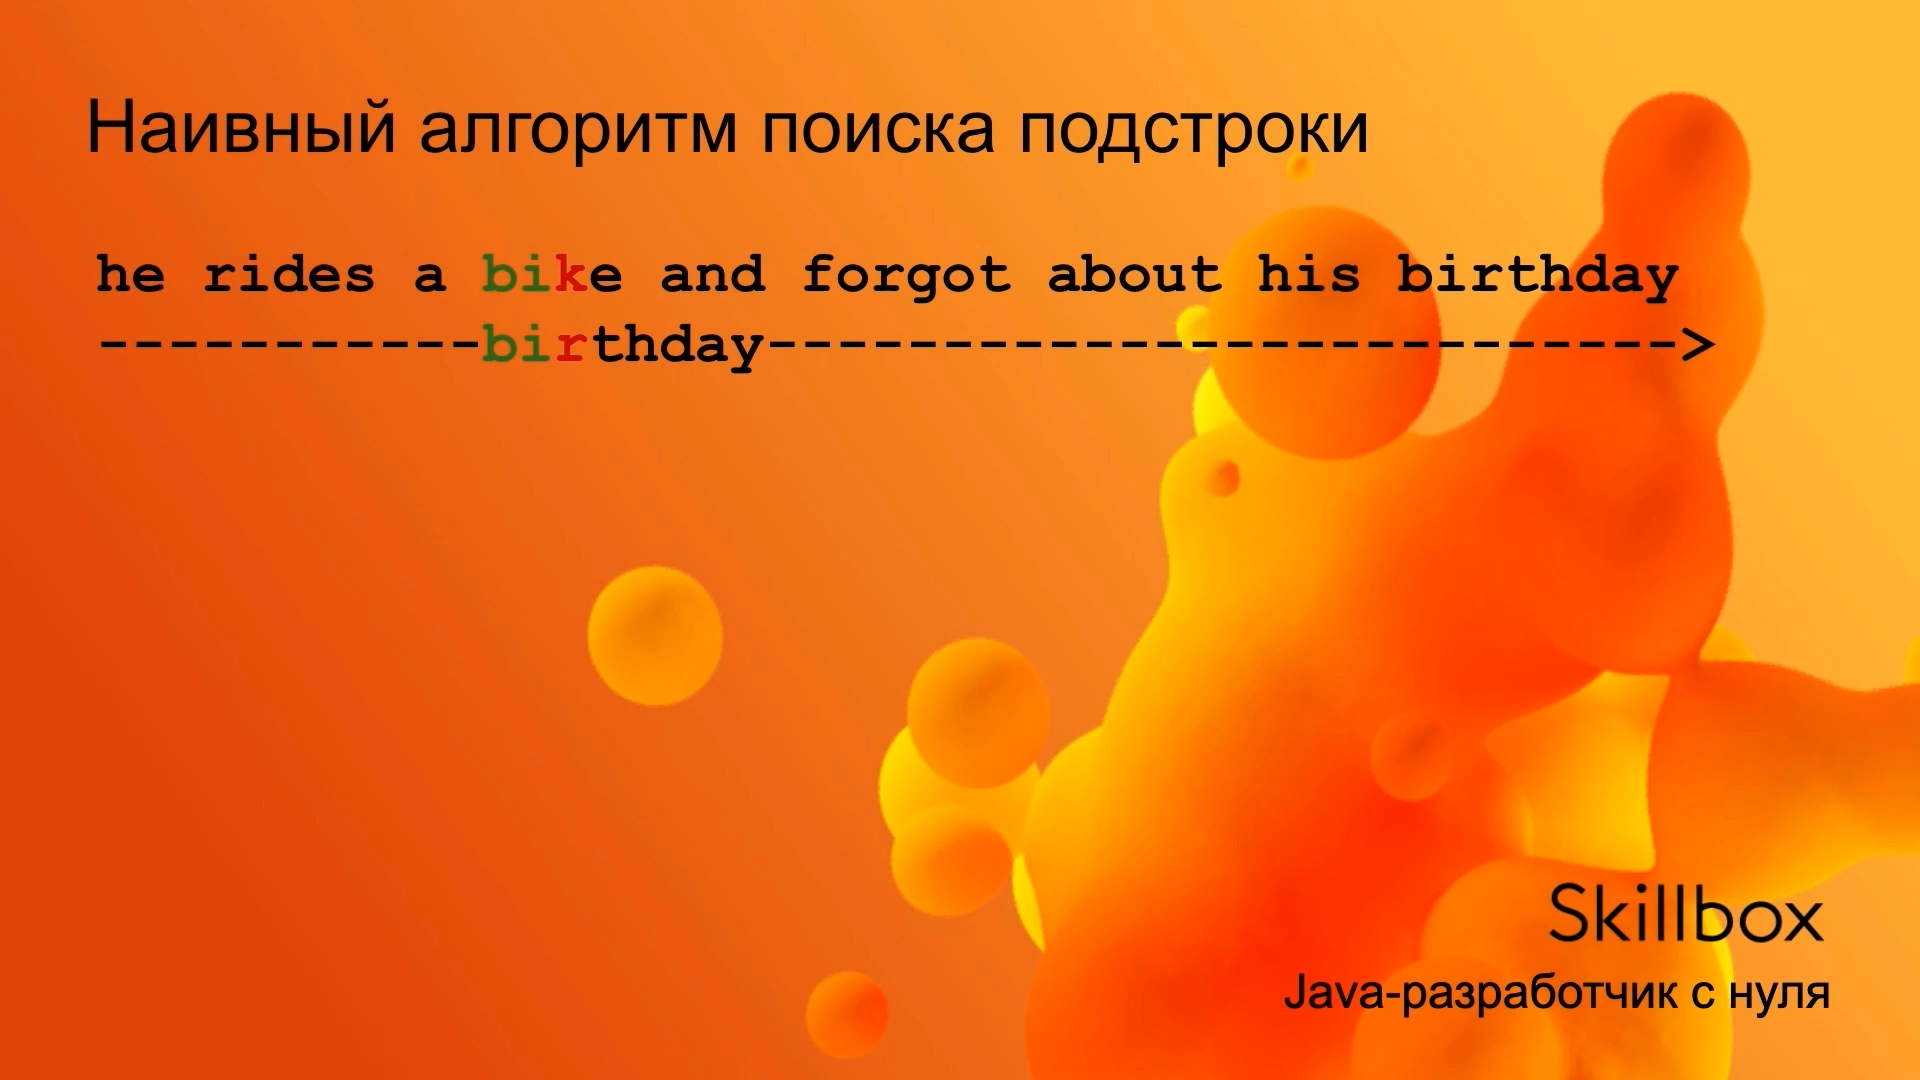 Наивный алгоритм поиска подстроки
he rides a bike and forgot about his birthday
-----------birthday-------------------------->
Skillbox
Java-разработчик с нуля